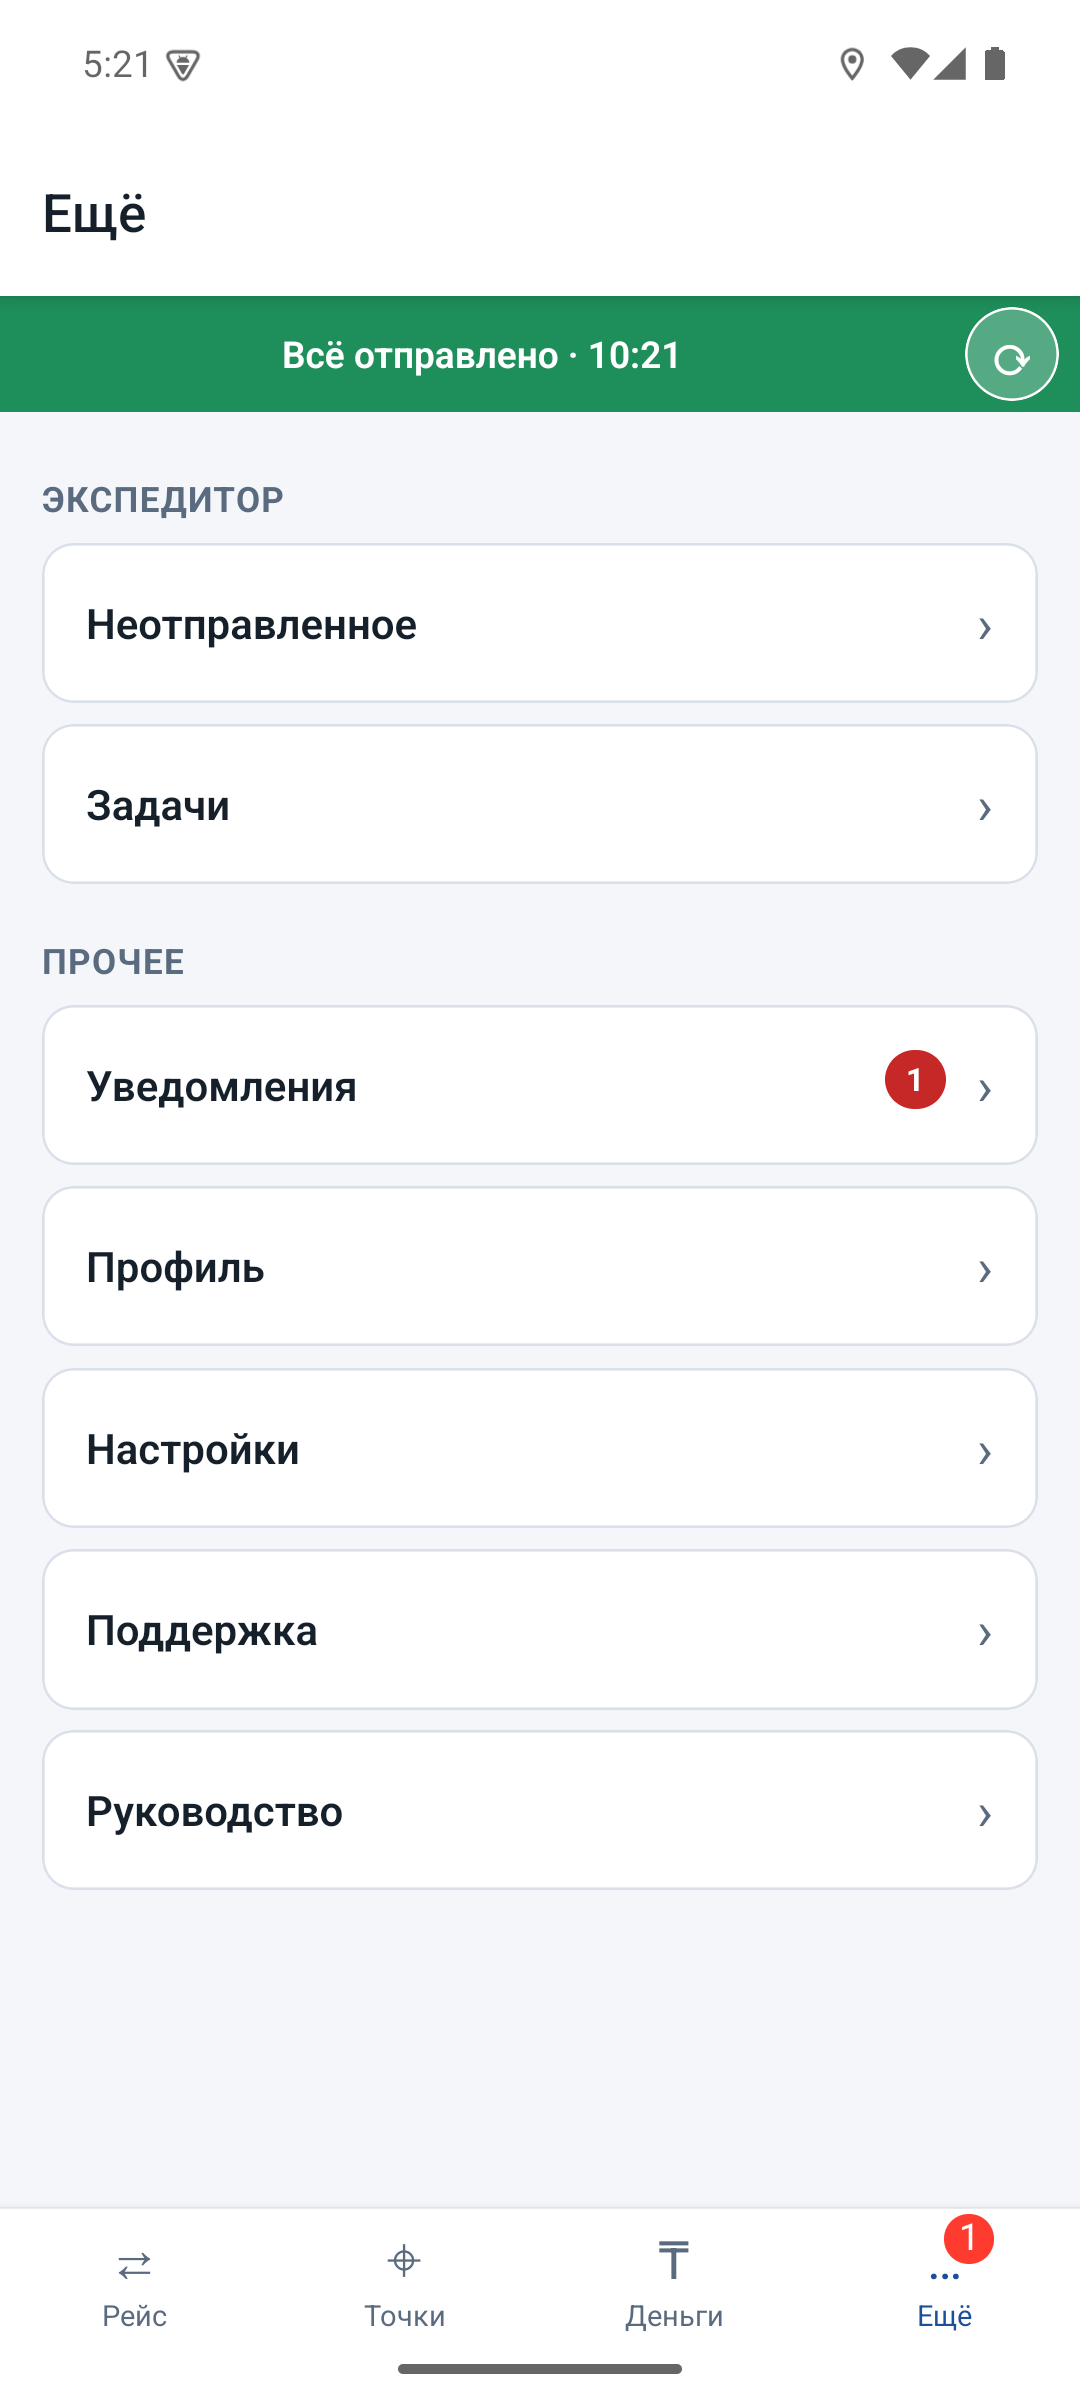 5:21
Ещё
Всё отправлено · 10:21
ЭКСПЕДИТОР
Неотправленное
Задачи
ПРОЧЕЕ
Уведомления 1
Профиль
Настройки
Поддержка
Руководство
1
Рейс Точки Деньги Ещё